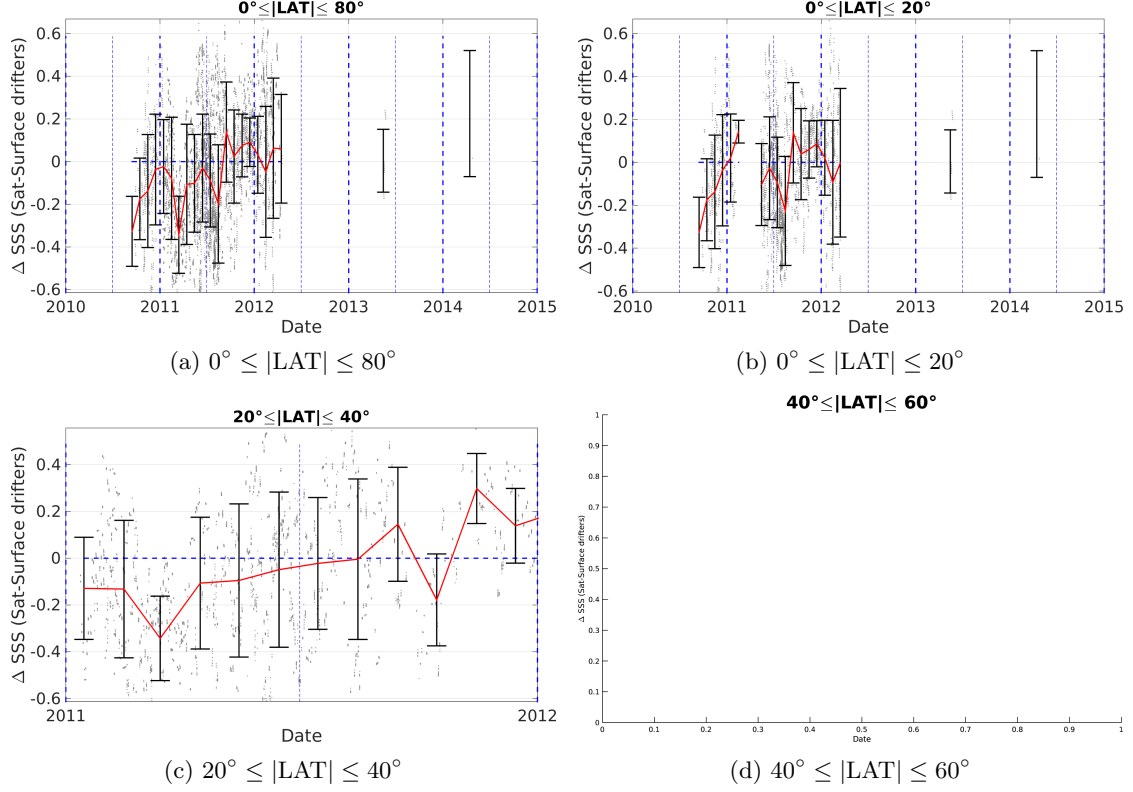 0°≤|LAT|≤ 80°
Δ SSS (Sat-Surface drifters)
0.6
0.4
0.2
0
-0.2
-0.4
-0.6
2010 2011 2012 2013 2014 2015
Date
(a) 0° ≤ |LAT| ≤ 80°
0°≤|LAT|≤ 20°
Δ SSS (Sat-Surface drifters)
0.6
0.4
0.2
0
-0.2
-0.4
-0.6
2010 2011 2012 2013 2014 2015
Date
(b) 0° ≤ |LAT| ≤ 20°
20°≤|LAT|≤ 40°
Δ SSS (Sat-Surface drifters)
0.4
0.2
0
-0.2
-0.4
-0.6
2011 2012
Date
(c) 20° ≤ |LAT| ≤ 40°
40°≤|LAT|≤ 60°
Δ SSS (Sat-Surface drifters)
1
0.9
0.8
0.7
0.6
0.5
0.4
0.3
0.2
0.1
0
0 0.1 0.2 0.3 0.4 0.5 0.6 0.7 0.8 0.9 1
Date
(d) 40° ≤ |LAT| ≤ 60°